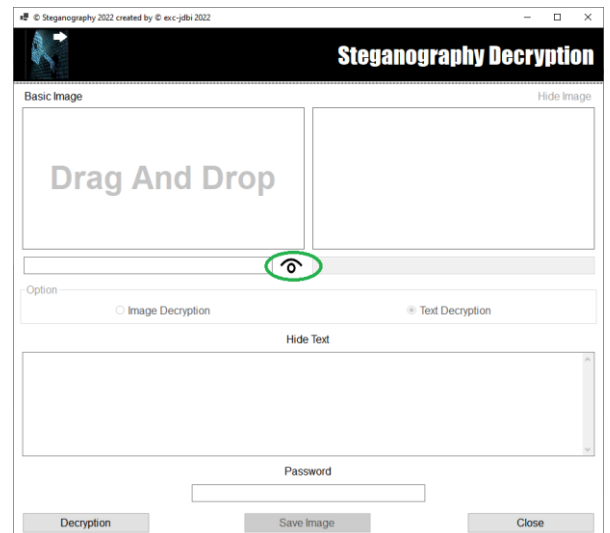 © Steganography 2022 created by © exc-jdbi 2022
Steganography Decryption
Basic Image
Hide Image
Drag And Drop
Option
Image Decryption
Text Decryption
Hide Text
Password
Decryption
Save Image
Close